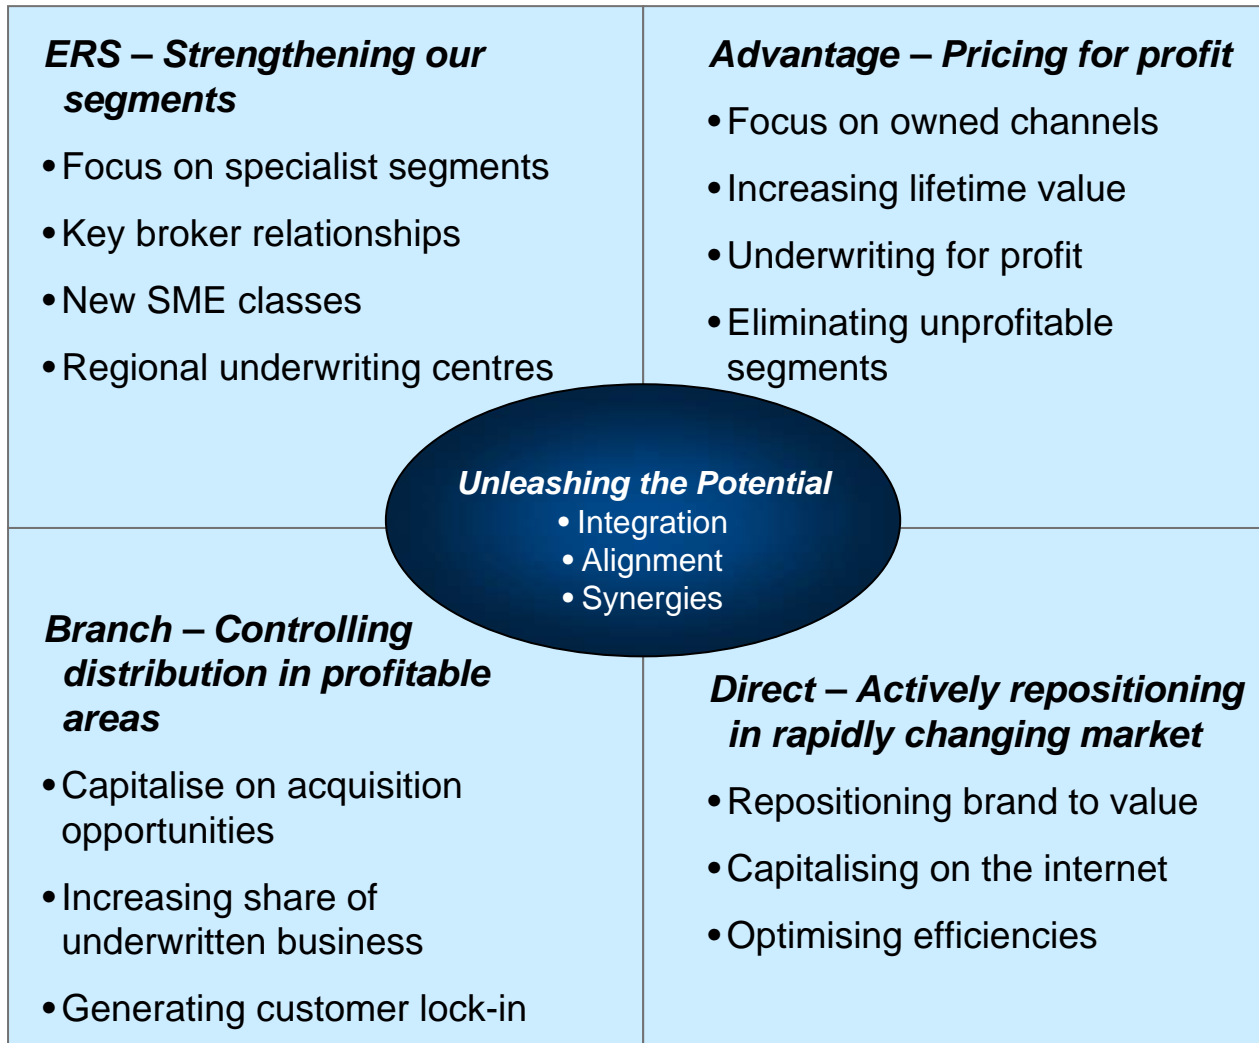 ERS – Strengthening our
segments
• Focus on specialist segments
• Key broker relationships
• New SME classes
• Regional underwriting centres
Advantage – Pricing for profit
• Focus on owned channels
• Increasing lifetime value
• Underwriting for profit
• Eliminating unprofitable
segments
Unleashing the Potential
• Integration
• Alignment
• Synergies
Branch – Controlling
distribution in profitable
areas
• Capitalise on acquisition
opportunities
• Increasing share of
underwritten business
• Generating customer lock-in
Direct – Actively repositioning
in rapidly changing market
• Repositioning brand to value
• Capitalising on the internet
• Optimising efficiencies